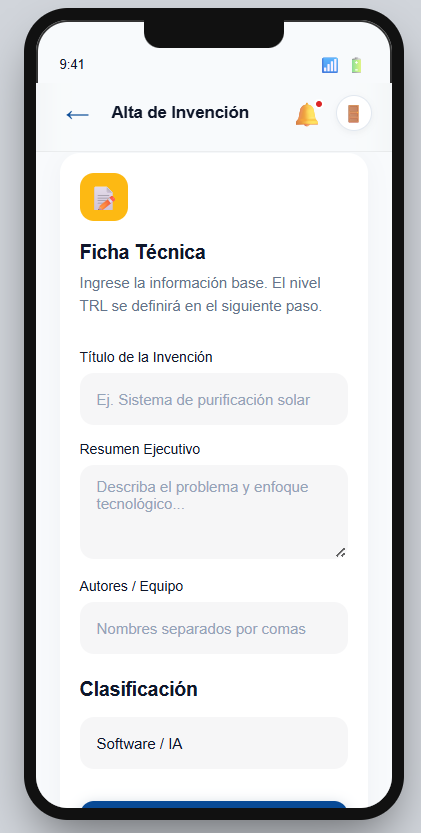 9:41
Alta de Invención
Ficha Técnica
Ingrese la información base. El nivel
TRL se definirá en el siguiente paso.
Título de la Invención
Ej. Sistema de purificación solar
Resumen Ejecutivo
Describa el problema y enfoque
tecnológico...
Autores / Equipo
Nombres separados por comas
Clasificación
Software / IA